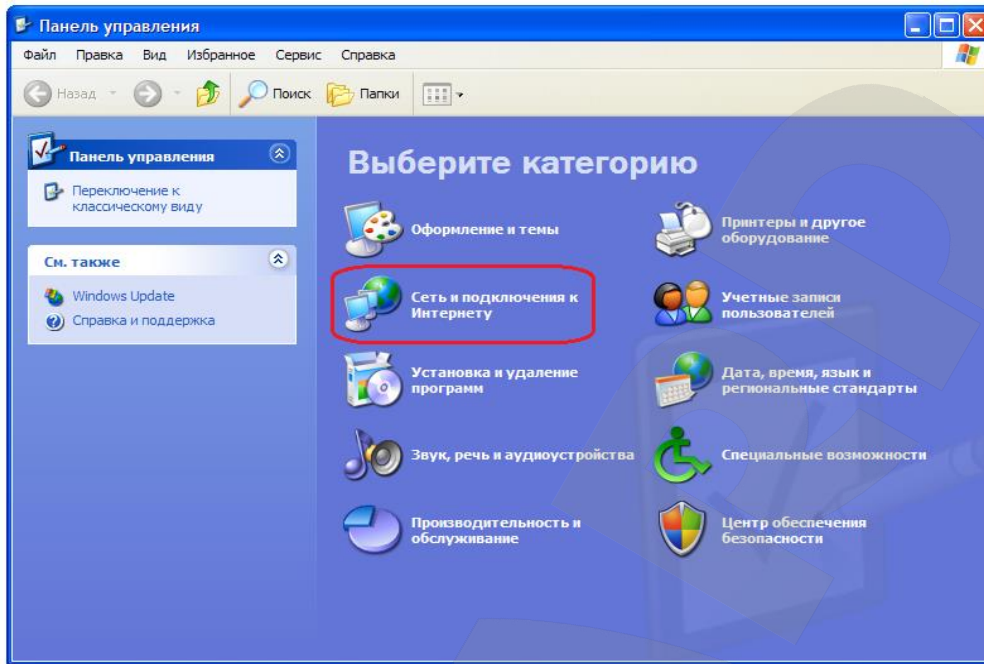 Панель управления
Файл Правка Вид Избранное Сервис Справка
Назад Поиск Папки
Панель управления
Переключение к
классическому виду
См. также
Windows Update
Справка и поддержка
Выберите категорию
Оформление и темы
Принтеры и другое
оборудование
Сеть и подключения к
Интернету
Учетные записи
пользователей
Установка и удаление
программ
Дата, время, язык и
региональные стандарты
Звук, речь и аудиоустройства
Специальные возможности
Производительность и
обслуживание
Центр обеспечения
безопасности